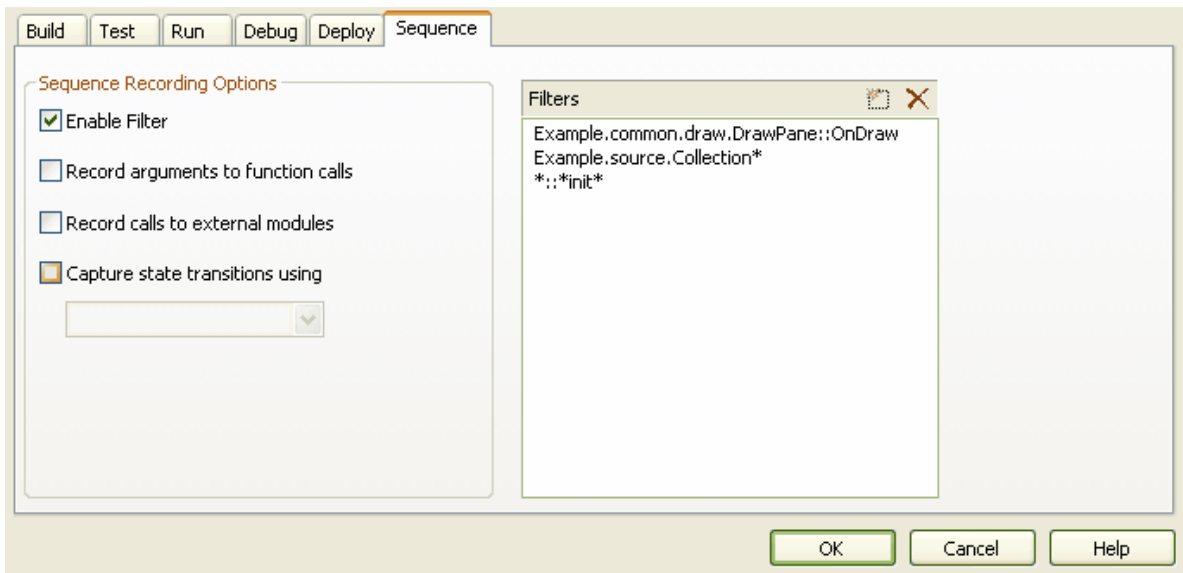 Build Test Run Debug Deploy Sequence
Sequence Recording Options
Enable Filter
Record arguments to function calls
Record calls to external modules
Capture state transitions using
Filters
Example.common.draw.DrawPane::OnDraw
Example.source.Collection*
*::*init*
OK Cancel Help